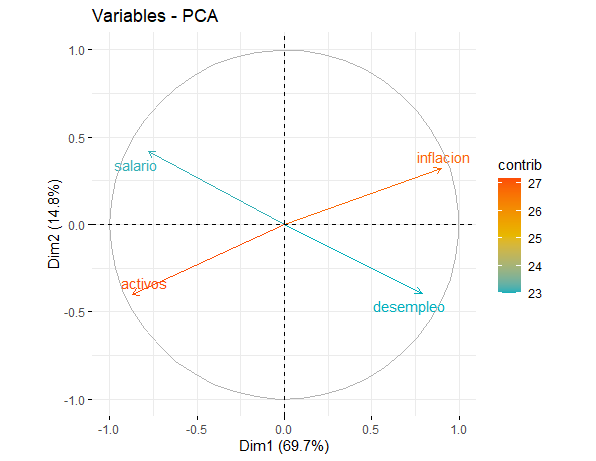 Variables - PCA
1.0
0.5
0.0
-0.5
-1.0
Dim2 (14.8%)
salario
inflacion
activos
desempleo
-1.0
-0.5
0.0
0.5
1.0
Dim1 (69.7%)
contrib
27
26
25
24
23